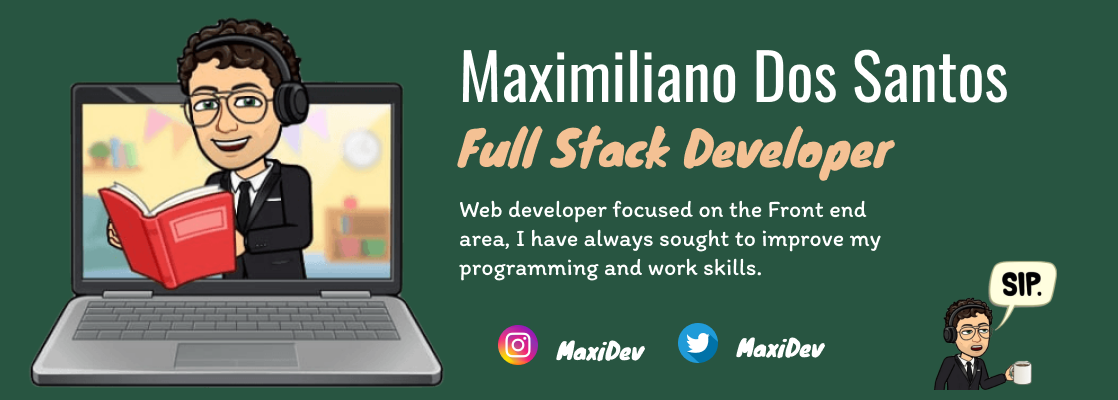 Maximiliano Dos Santos
Full Stack Developer
Web developer focused on the Front end
area, I have always sought to improve my
programming and work skills.
SIP.
MaxiDev
MaxiDev